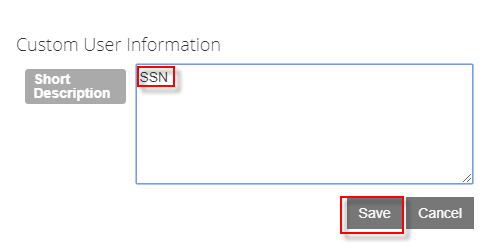 Custom User Information
Short
Description
SSN
Save
Cancel